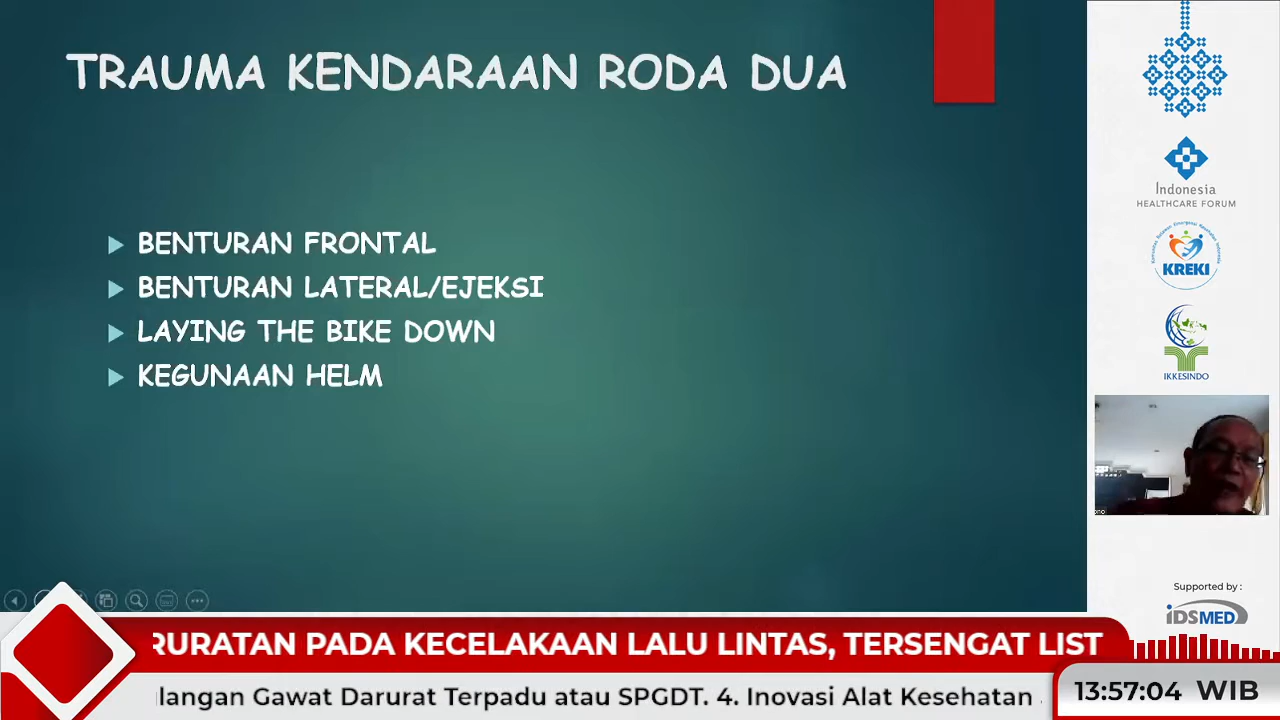 TRAUMA KENDARAAN RODA DUA
BENTURAN FRONTAL
BENTURAN LATERAL/EJEKSI
LAYING THE BIKE DOWN
KEGUNAAN HELM
Indonesia
HEALTHCARE FORUM
KREKI
IKKESINDO
Supported by :
iDSMED
RURATAN PADA KECELAKAAN LALU LINTAS, TERSENGAT LIST
langan Gawat Darurat Terpadu atau SPGDT. 4. Inovasi Alat Kesehatan
13:57:04 WIB